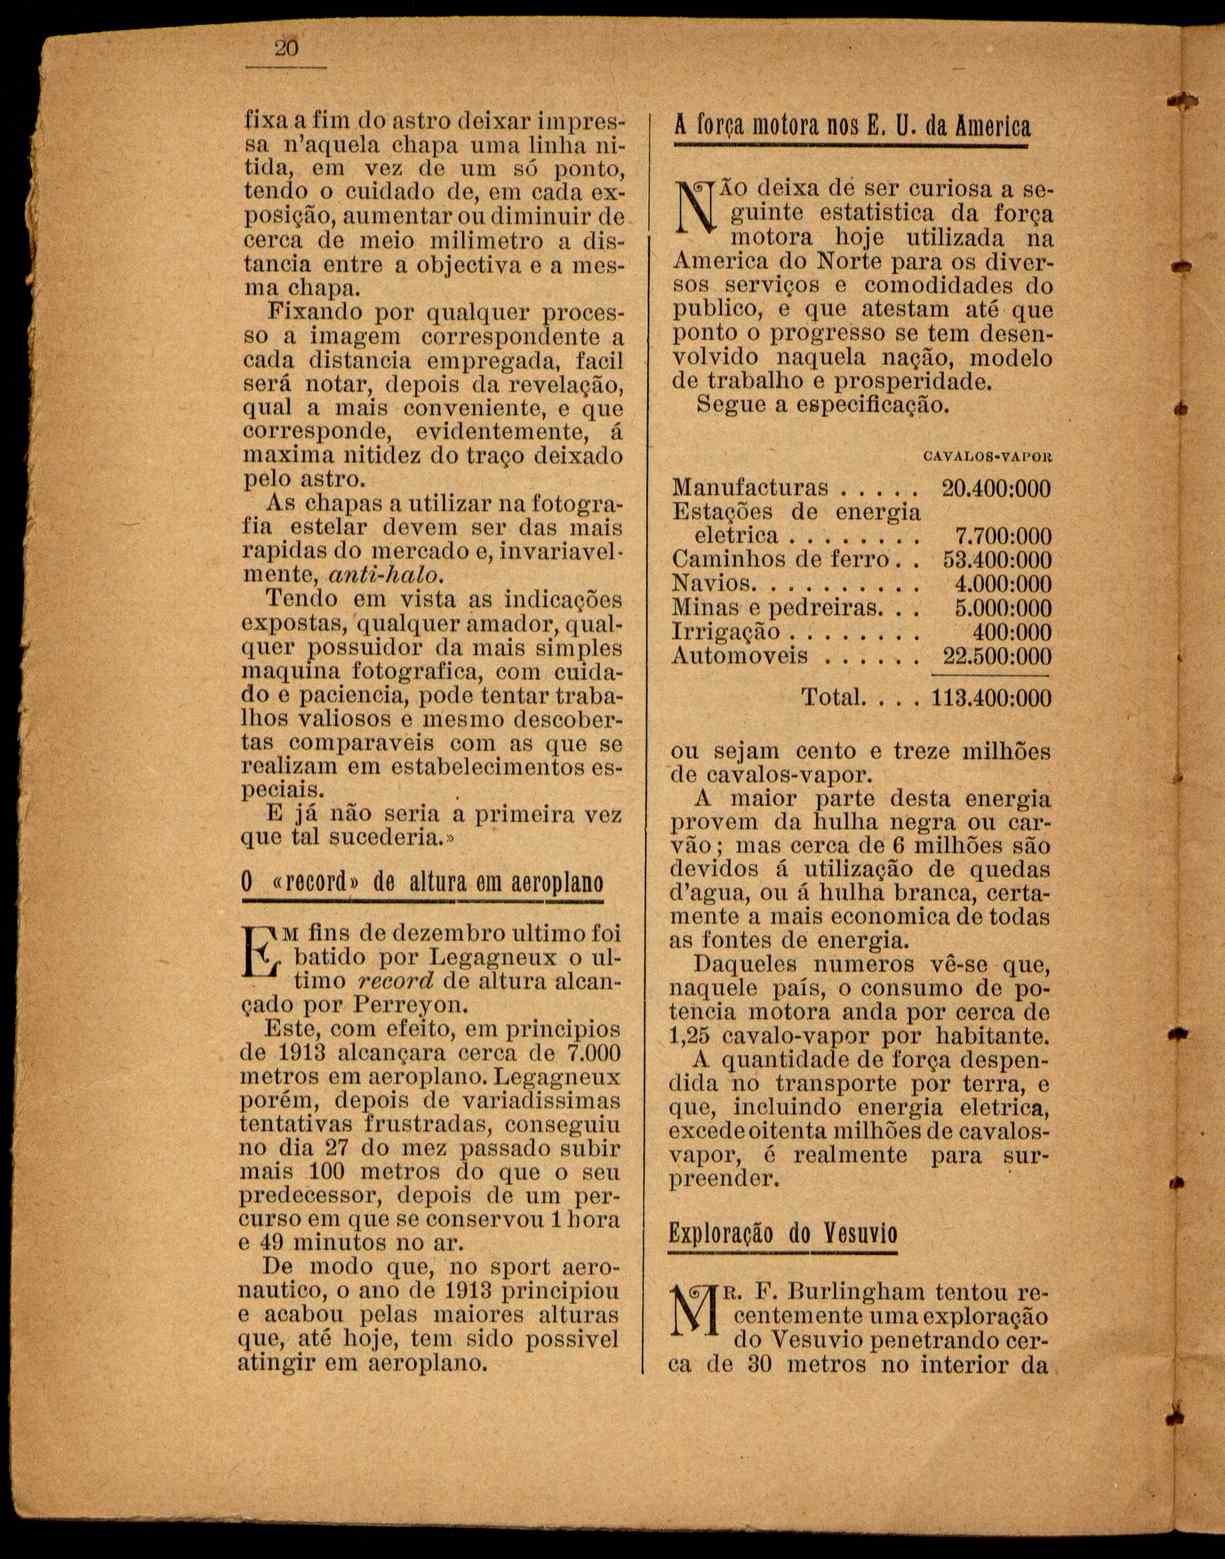 20
fixa a fim do astro deixar impres-
sa n'aquela chapa uma linha ni-
tida, em vez de um só ponto,
tendo o cuidado de, em cada ex-
posição, aumentar ou diminuir de
cerca de meio milimetro a dis-
tancia entre a objectiva e a mes-
ma chapa.
Fixando por qualquer proces-
so a imagem correspondente a
cada distancia empregada, facil
será notar, depois da revelação,
qual a mais conveniente, e que
corresponde, evidentemente, á
maxima nitidez do traço deixado
pelo astro.
As chapas a utilizar na fotogra-
fia estelar devem ser das mais
rapidas do mercado e, invariavel-
mente, anti-halo.
Tendo em vista as indicações
expostas, qualquer amador, qual-
quer possuidor da mais simples
maquina fotografica, com cuida-
do e paciencia, pode tentar traba-
lhos valiosos e mesmo descober-
tas comparaveis com as que se
realizam em estabelecimentos es-
peciais.
E já não seria a primeira vez
que tal sucederia.»
O «record» de altura em aeroplano
EM fins de dezembro ultimo foi
batido por Legagneux o ul-
timo record de altura alcan-
çado por Perreyon.
Este, com efeito, em principios
de 1913 alcançara cerca de 7.000
metros em aeroplano. Legagneux
porém, depois de variadissimas
tentativas frustradas, conseguiu
no dia 27 do mez passado subir
mais 100 metros do que o seu
predecessor, depois de um per-
curso em que se conservou 1 hora
e 49 minutos no ar.
De modo que, no sport aero-
nautico, o ano de 1913 principiou
e acabou pelas maiores alturas
que, até hoje, tem sido possivel
atingir em aeroplano.
A força motora nos E. U. da America
NÃO deixa de ser curiosa a se-
guinte estatistica da força
motora hoje utilizada na
America do Norte para os diver-
sos serviços e comodidades do
publico, e que atestam até que
ponto o progresso se tem desen-
volvido naquela nação, modelo
de trabalho e prosperidade.
Segue a especificação.
CAVALOS-VAPOR
Manufacturas . . . . . 20.400:000
Estações de energia
eletrica . . . . . . . . 7.700:000
Caminhos de ferro . . 53.400:000
Navios. . . . . . . . . . 4.000:000
Minas e pedreiras. . . 5.000:000
Irrigação . . . . . . . . 400:000
Automoveis . . . . . . 22.500:000
Total. . . . 113.400:000
ou sejam cento e treze milhões
de cavalos-vapor.
A maior parte desta energia
provem da hulha negra ou car-
vão; mas cerca de 6 milhões são
devidos á utilização de quedas
d'agua, ou á hulha branca, certa-
mente a mais economica de todas
as fontes de energia.
Daqueles numeros vê-se que,
naquele país, o consumo de po-
tencia motora anda por cerca de
1,25 cavalo-vapor por habitante.
A quantidade de força despen-
dida no transporte por terra, e
que, incluindo energia eletrica,
excede oitenta milhões de cavalos-
vapor, é realmente para sur-
preender.
Exploração do Vesuvio
MR. F. Burlingham tentou re-
centemente uma exploração
do Vesuvio penetrando cer-
ca de 30 metros no interior da